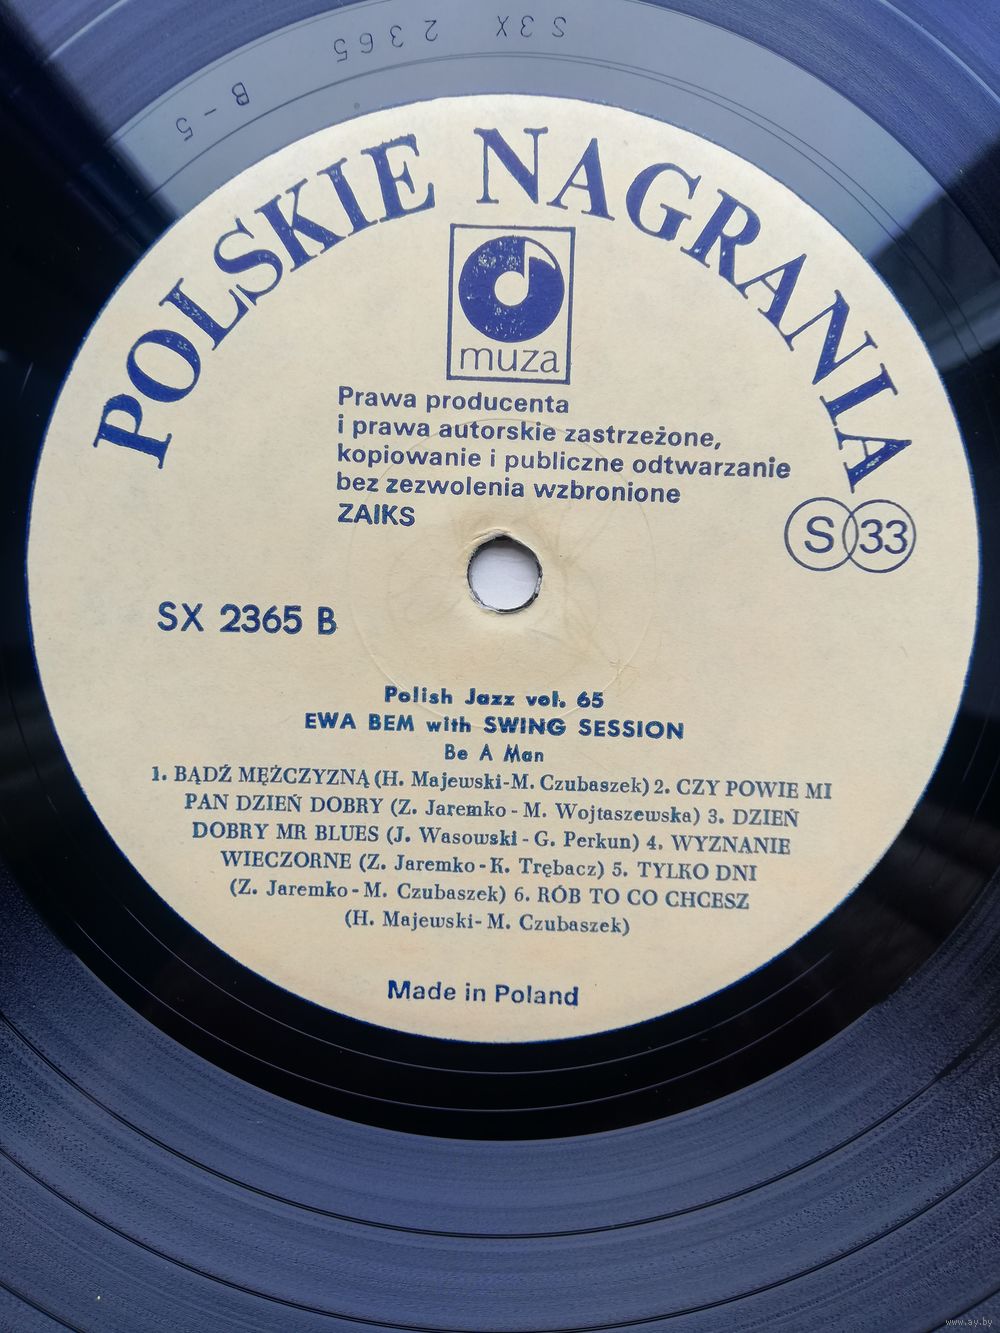 S3X 2365 B-5
POLSKIE NAGRANIA
muza
Prawa producenta
i prawa autorskie zastrzeżone,
kopiowanie i publiczne odtwarzanie
bez zezwolenia wzbronione
ZAIKS
S 33
SX 2365 B
Polish Jazz vol. 65
EWA BEM with SWING SESSION
Be A Man
1. BĄDŹ MĘŻCZYZNĄ (H. Majewski-M. Czubaszek) 2. CZY POWIE MI
PAN DZIEŃ DOBRY (Z. Jaremko - M. Wojtaszewska) 3. DZIEŃ
DOBRY MR BLUES (J. Wasowski - G. Perkun) 4. WYZNANIE
WIECZORNE (Z. Jaremko - K. Trębacz) 5. TYLKO DNI
(Z. Jaremko - M. Czubaszek) 6. RÓB TO CO CHCESZ
(H. Majewski- M. Czubaszek)
Made in Poland
www.ay.by